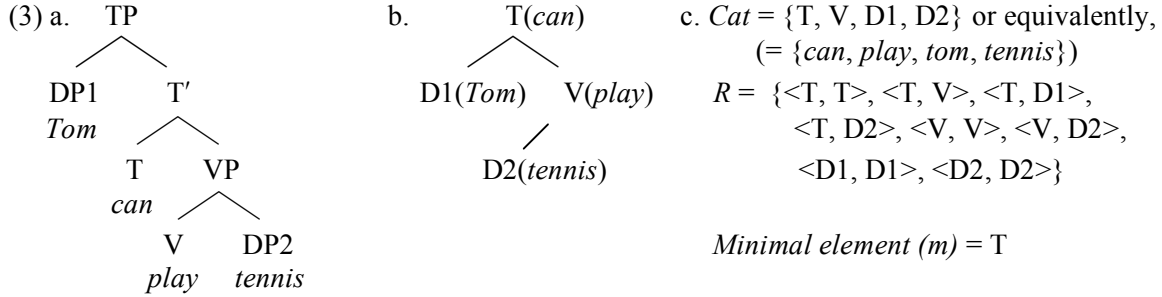 (3) a. TP b. T(can) c. Cat = {T, V, D1, D2} or equivalently,
(= {can, play, tom, tennis})
DP1 T′ D1(Tom) V(play) R = {<T, T>, <T, V>, <T, D1>,
Tom <T, D2>, <V, V>, <V, D2>,
T VP D2(tennis) <D1, D1>, <D2, D2>}
can
V DP2 Minimal element (m) = T
play tennis